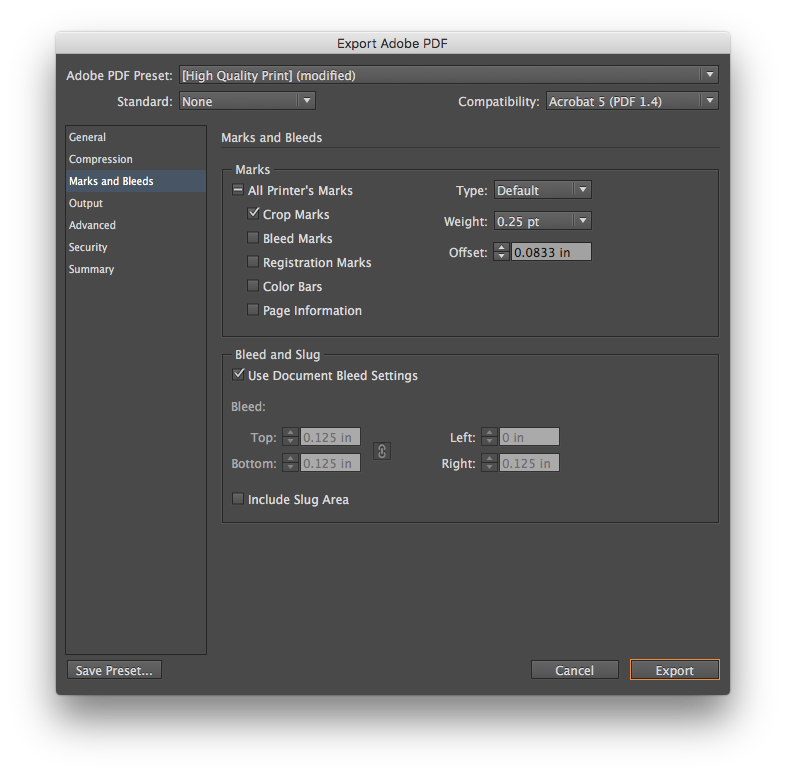 Export Adobe PDF
Adobe PDF Preset: [High Quality Print] (modified)
Standard: None Compatibility: Acrobat 5 (PDF 1.4)
General
Compression
Marks and Bleeds
Output
Advanced
Security
Summary
Marks and Bleeds
Marks
All Printer's Marks Type: Default
Crop Marks Weight: 0.25 pt
Bleed Marks Offset: 0.0833 in
Registration Marks
Color Bars
Page Information
Bleed and Slug
Use Document Bleed Settings
Bleed:
Top: 0.125 in Left: 0 in
Bottom: 0.125 in Right: 0.125 in
Include Slug Area
Save Preset... Cancel Export